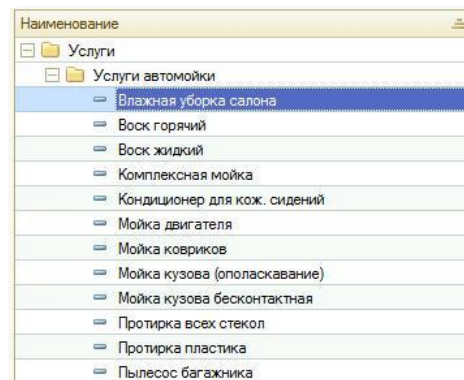 Наименование
Услуги
Услуги автомойки
Влажная уборка салона
Воск горячий
Воск жидкий
Комплексная мойка
Кондиционер для кож. сидений
Мойка двигателя
Мойка ковриков
Мойка кузова (ополаскавание)
Мойка кузова бесконтактная
Протирка всех стекол
Протирка пластика
Пылесос багажника